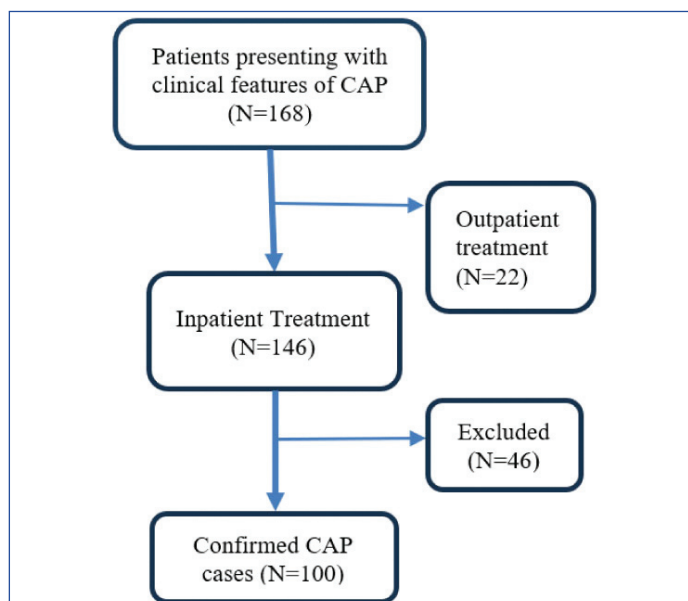 Patients presenting with
clinical features of CAP
(N=168)
Outpatient
treatment
(N=22)
Inpatient Treatment
(N=146)
Excluded
(N=46)
Confirmed CAP
cases (N=100)